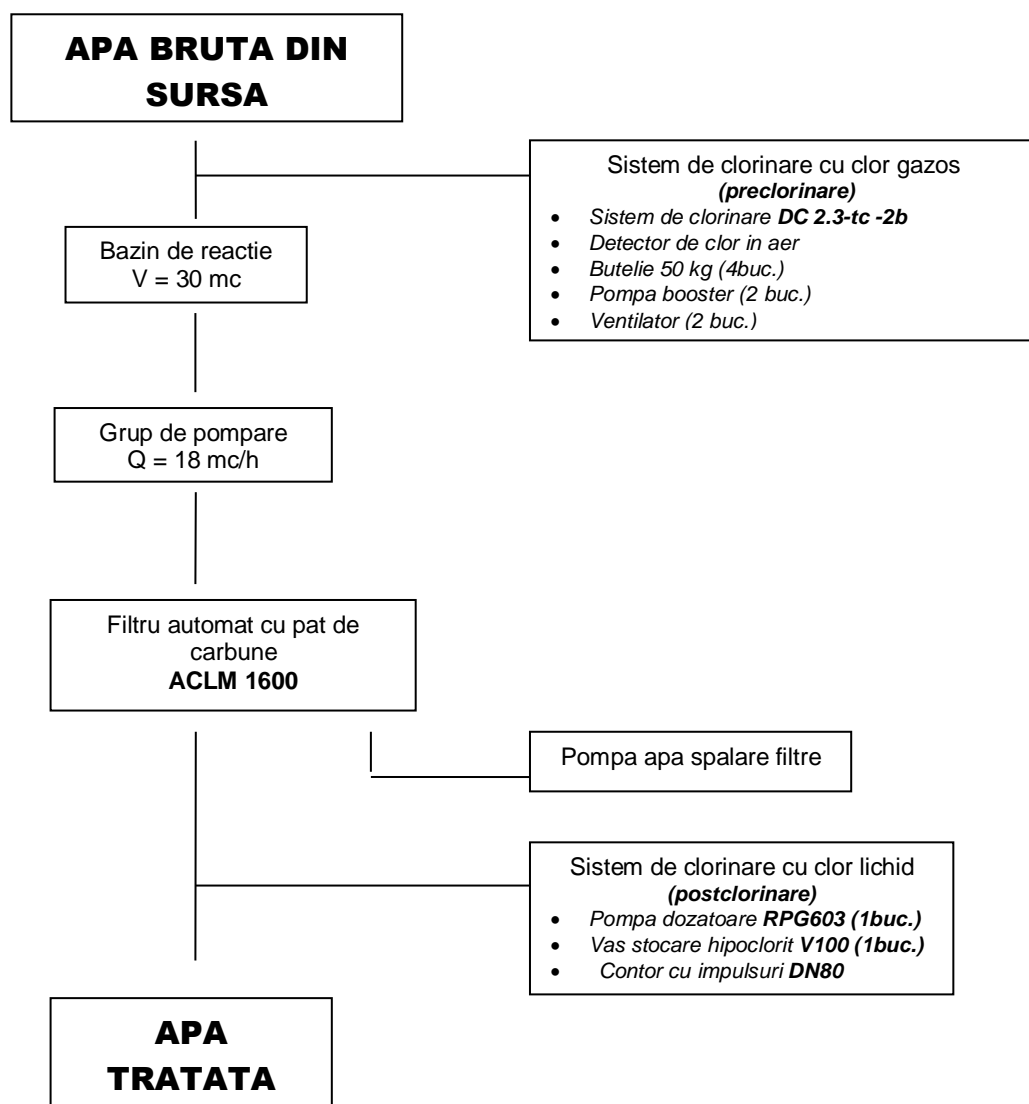 APA BRUTA DIN
SURSA
Sistem de clorinare cu clor gazos
(preclorinare)
• Sistem de clorinare DC 2.3-tc -2b
• Detector de clor in aer
• Butelie 50 kg (4buc.)
• Pompa booster (2 buc.)
• Ventilator (2 buc.)
Bazin de reactie
V = 30 mc
Grup de pompare
Q = 18 mc/h
Filtru automat cu pat de
carbune
ACLM 1600
Pompa apa spalare filtre
Sistem de clorinare cu clor lichid
(postclorinare)
• Pompa dozatoare RPG603 (1buc.)
• Vas stocare hipoclorit V100 (1buc.)
• Contor cu impulsuri DN80
APA
TRATATA